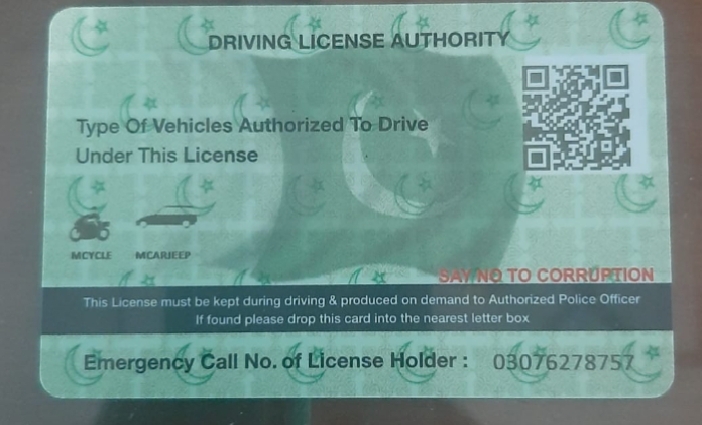 DRIVING LICENSE AUTHORITY
Type Of Vehicles Authorized To Drive
Under This License
MCYCLE MCARJEEP
SAY NO TO CORRUPTION
This License must be kept during driving & produced on demand to Authorized Police Officer
If found please drop this card into the nearest letter box
Emergency Call No. of License Holder : 03076278757